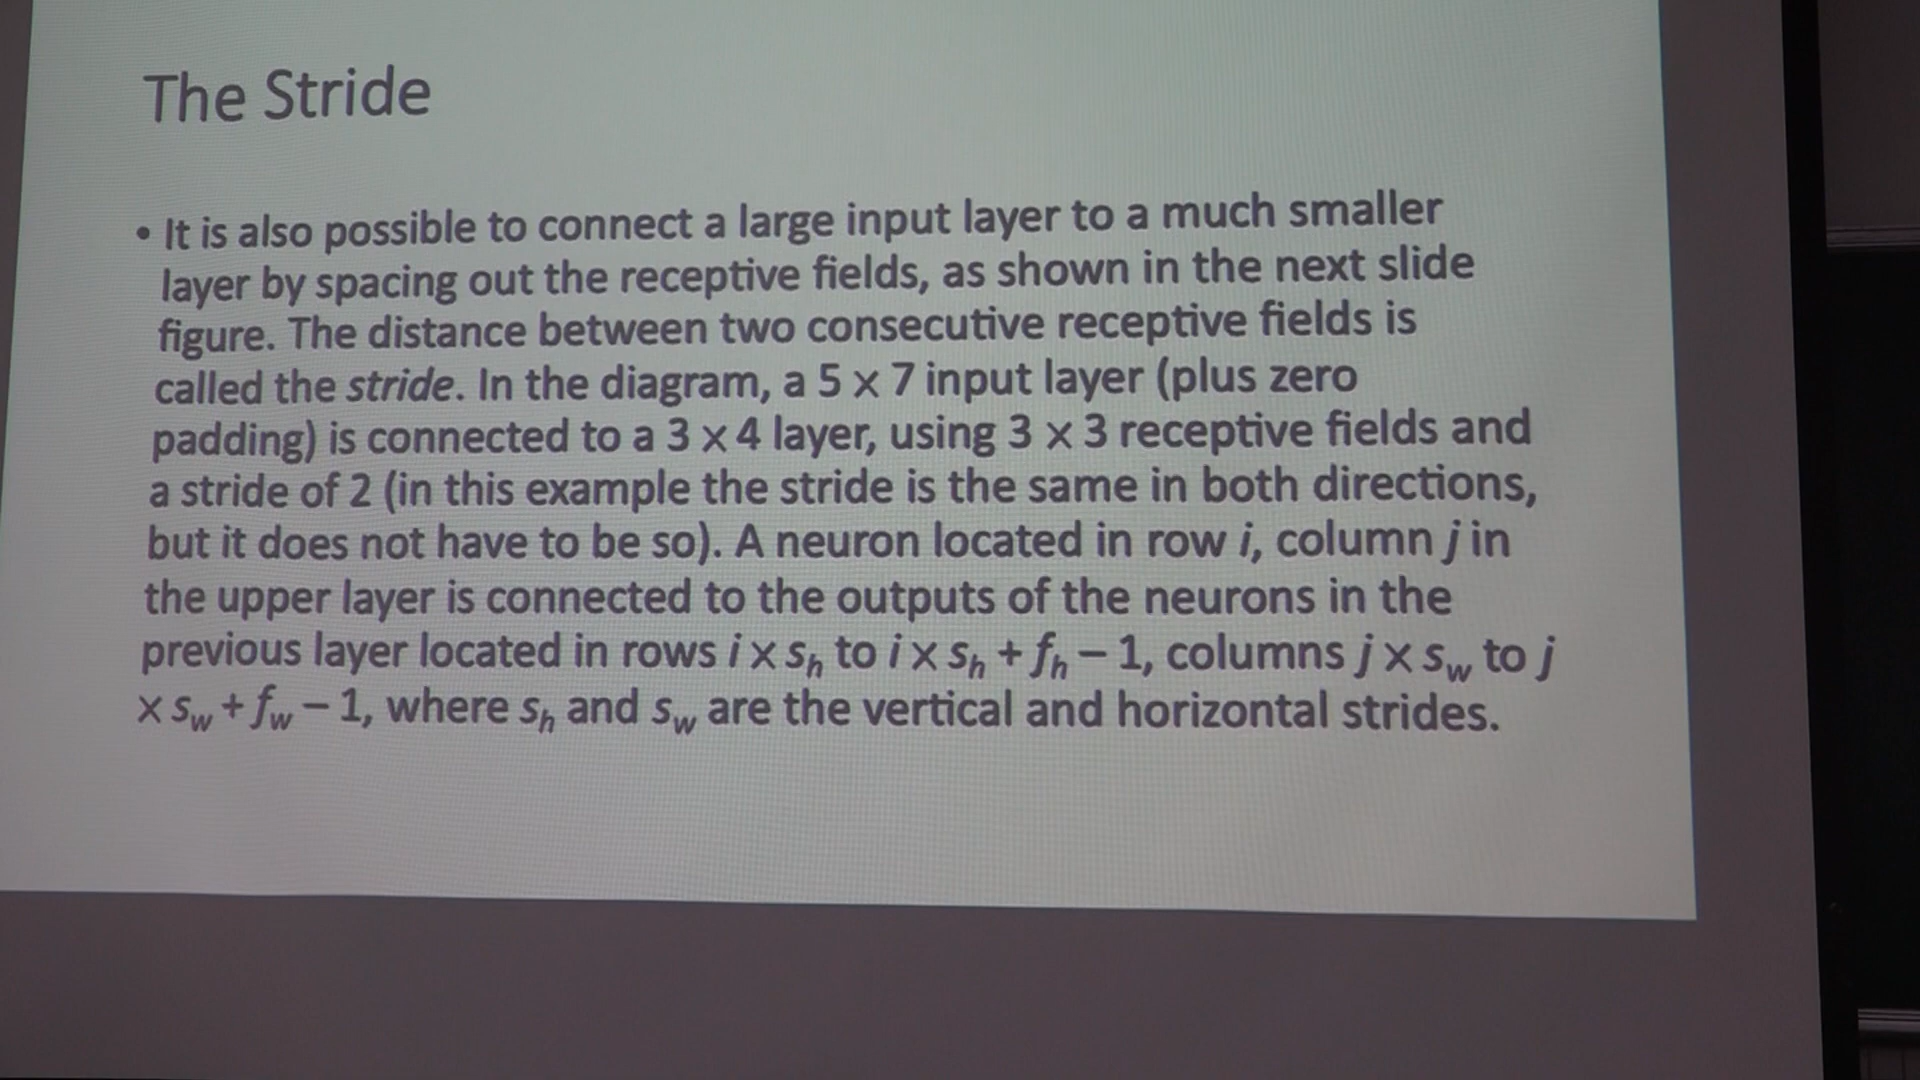 The Stride
• It is also possible to connect a large input layer to a much smaller
layer by spacing out the receptive fields, as shown in the next slide
figure. The distance between two consecutive receptive fields is
called the stride. In the diagram, a 5 x 7 input layer (plus zero
padding) is connected to a 3 x 4 layer, using 3 x 3 receptive fields and
a stride of 2 (in this example the stride is the same in both directions,
but it does not have to be so). A neuron located in row i, column j in
the upper layer is connected to the outputs of the neurons in the
previous layer located in rows i x sₕ to i x sₕ + fₕ – 1, columns j x s_w to j
x s_w + f_w – 1, where sₕ and s_w are the vertical and horizontal strides.